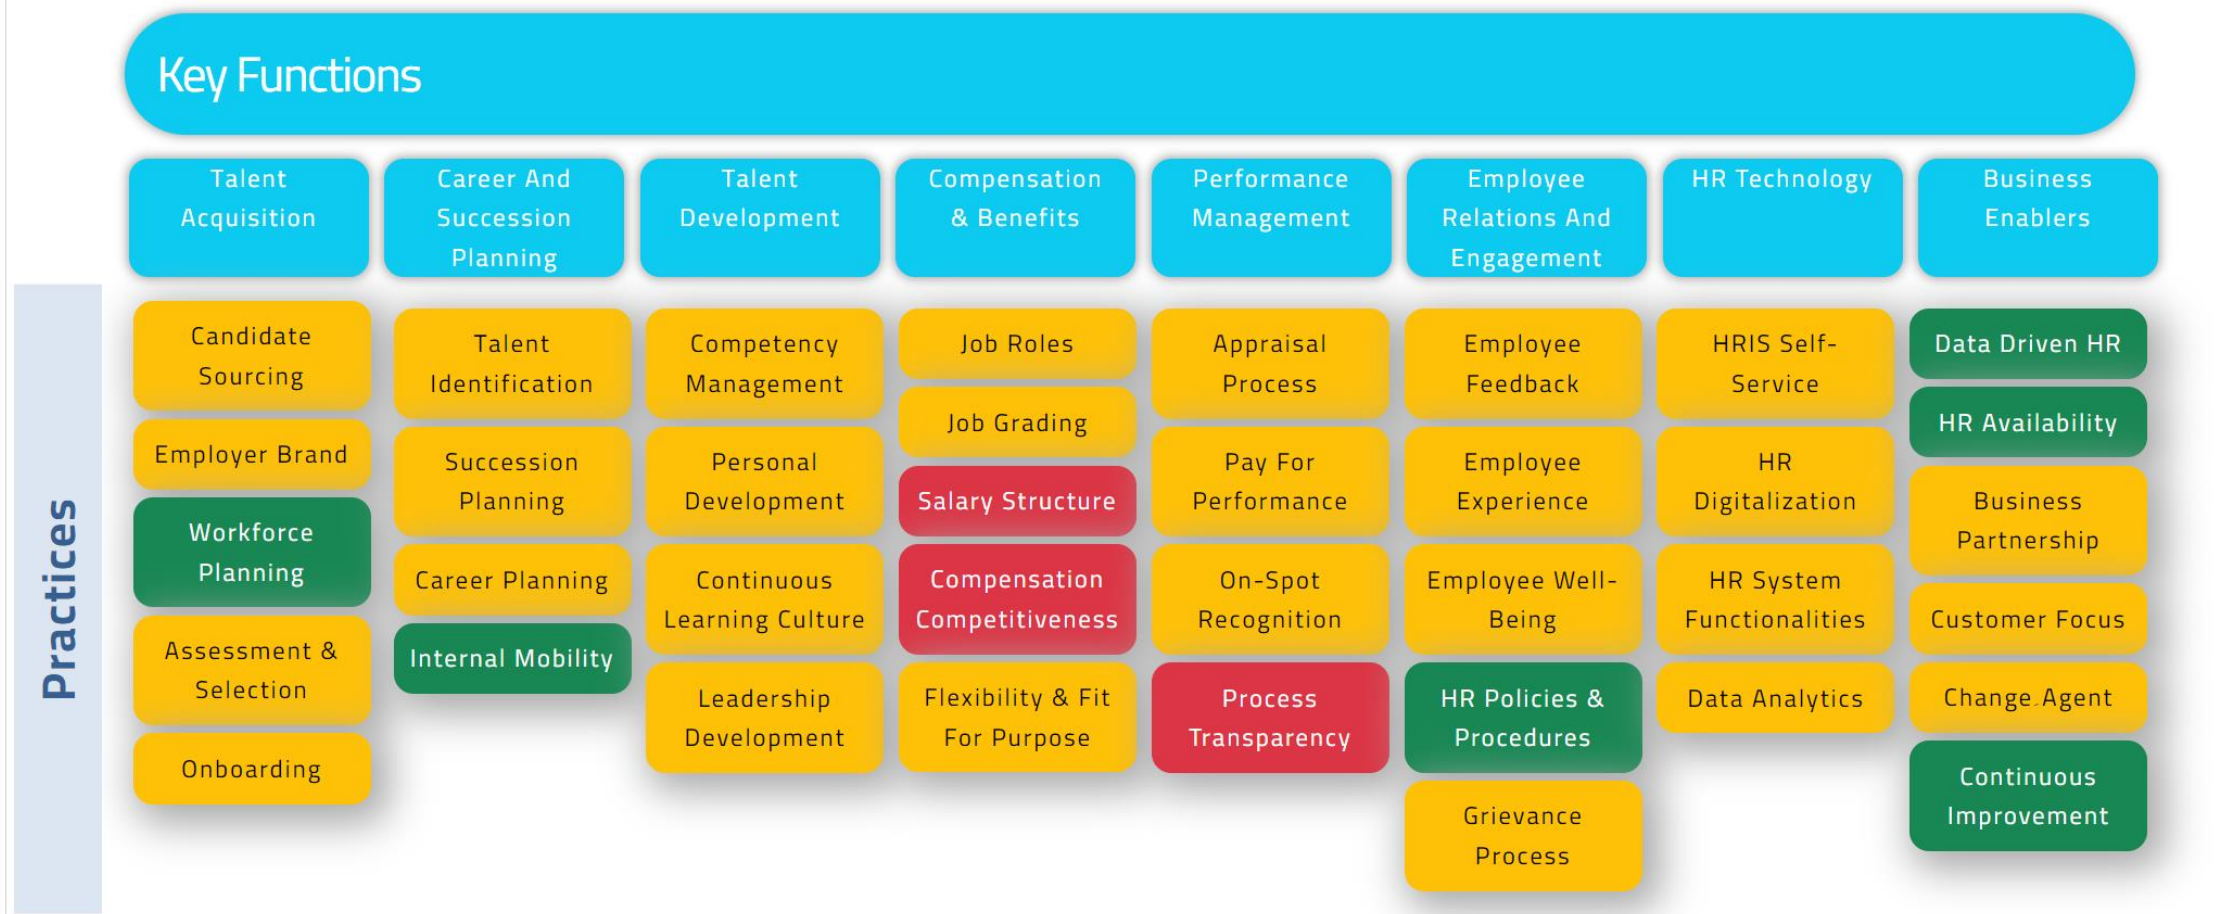 Key Functions
Talent
Acquisition
Career And
Succession
Planning
Talent
Development
Compensation
& Benefits
Performance
Management
Employee
Relations And
Engagement
HR Technology
Business
Enablers
Practices
Candidate
Sourcing
Employer Brand
Workforce
Planning
Assessment &
Selection
Onboarding
Talent
Identification
Succession
Planning
Career Planning
Internal Mobility
Competency
Management
Personal
Development
Continuous
Learning Culture
Leadership
Development
Job Roles
Job Grading
Salary Structure
Compensation
Competitiveness
Flexibility & Fit
For Purpose
Appraisal
Process
Pay For
Performance
On-Spot
Recognition
Process
Transparency
Employee
Feedback
Employee
Experience
Employee Well-
Being
HR Policies &
Procedures
Grievance
Process
HRIS Self-
Service
HR
Digitalization
HR System
Functionalities
Data Analytics
Data Driven HR
HR Availability
Business
Partnership
Customer Focus
Change Agent
Continuous
Improvement